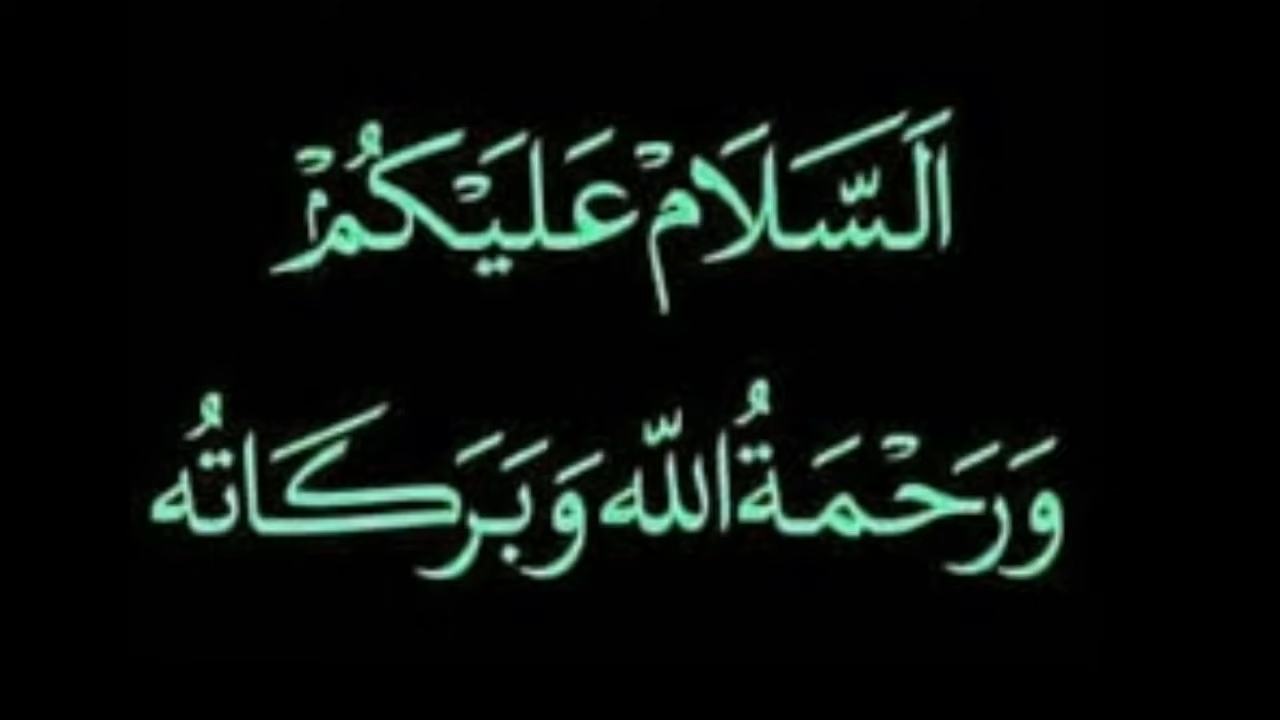 اَلسَّلَامْ عَلَيْكُمْ
وَرَحْمَةُ اللّه وَبَرَكَاتُه